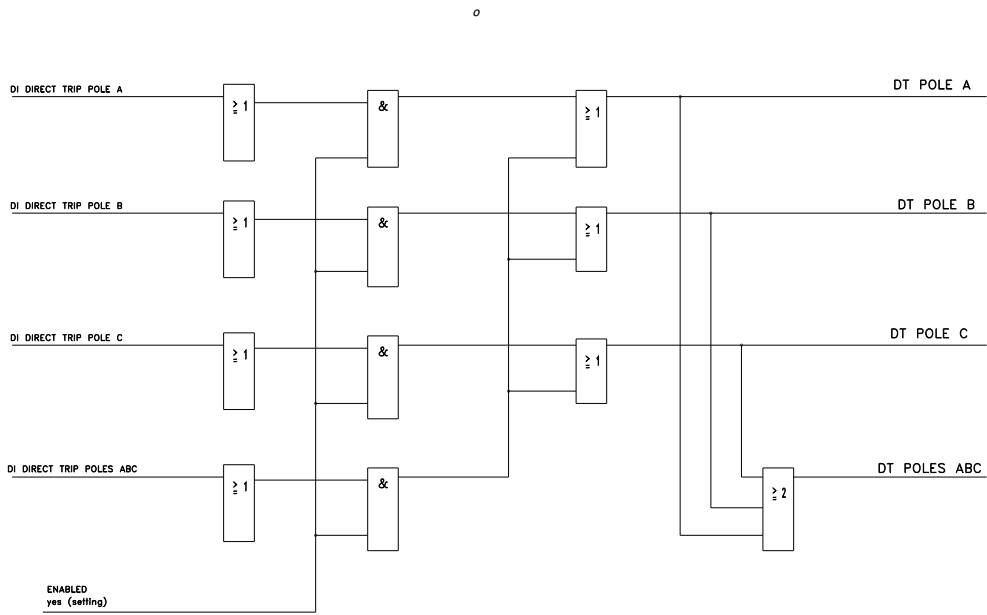 o
DI DIRECT TRIP POLE A
≥ 1
&
≥ 1
DT POLE A
DI DIRECT TRIP POLE B
≥ 1
&
≥ 1
DT POLE B
DI DIRECT TRIP POLE C
≥ 1
&
≥ 1
DT POLE C
DI DIRECT TRIP POLES ABC
≥ 1
&
≥ 2
DT POLES ABC
ENABLED
yes (setting)